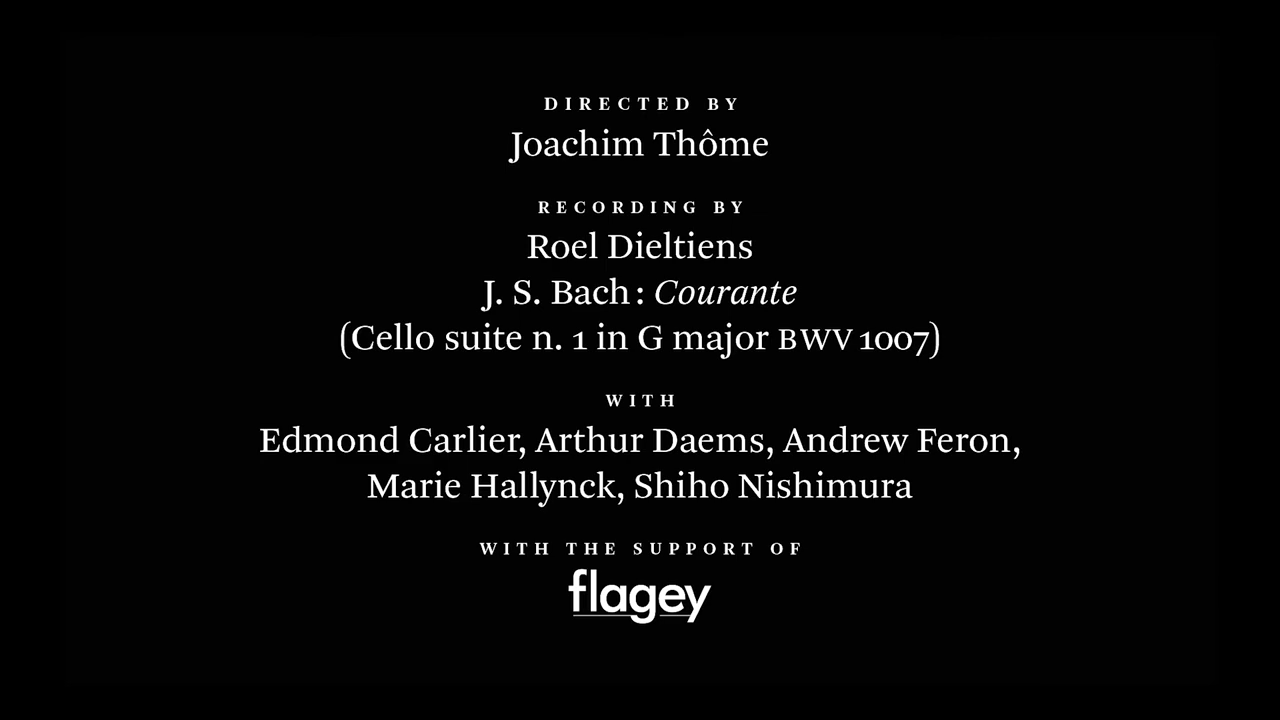 DIRECTED BY
Joachim Thôme
RECORDING BY
Roel Dieltiens
J. S. Bach : Courante
(Cello suite n. 1 in G major BWV 1007)
WITH
Edmond Carlier, Arthur Daems, Andrew Feron,
Marie Hallynck, Shiho Nishimura
WITH THE SUPPORT OF
flagey